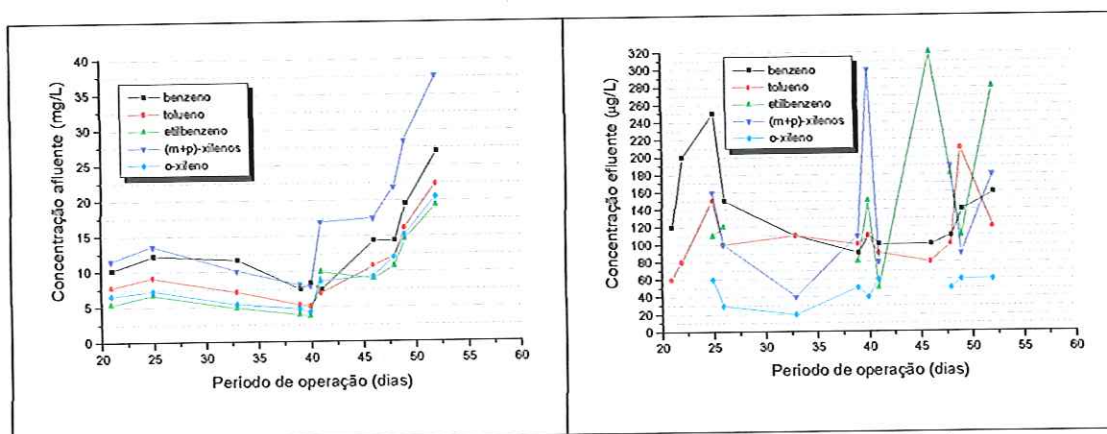 Concentração afluente (mg/L)
40
35
30
25
20
15
10
5
0
benzeno
tolueno
etilbenzeno
(m+p)-xilenos
o-xileno
20 25 30 35 40 45 50 55 60
Periodo de operação (dias)
Concentração efluente (µg/L)
320
300
280
260
240
220
200
180
160
140
120
100
80
60
40
20
0
benzeno
tolueno
etilbenzeno
(m+p)-xilenos
o-xileno
20 25 30 35 40 45 50 55 60
Periodo de operação (dias)